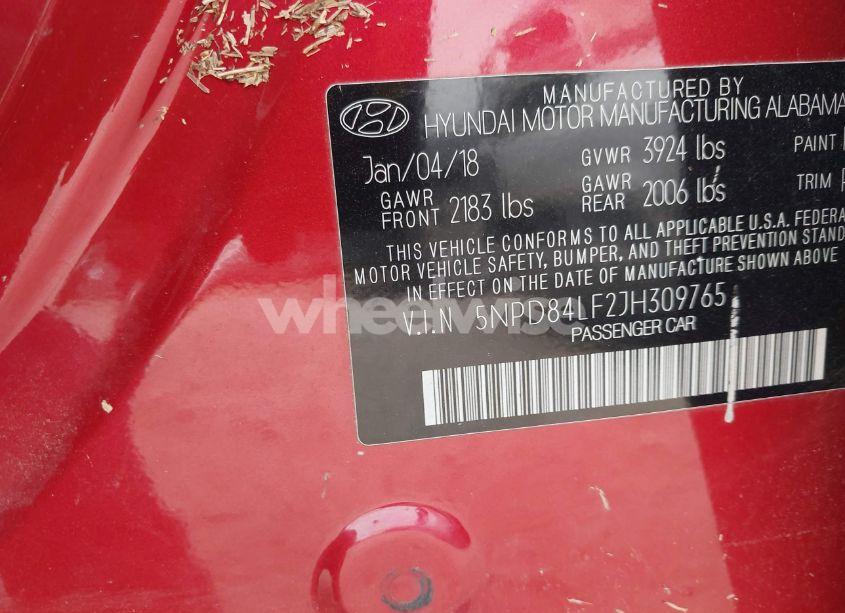 MANUFACTURED BY
HYUNDAI MOTOR MANUFACTURING ALABAMA
Jan/04/18 GVWR 3924 lbs PAINT
GAWR FRONT 2183 lbs GAWR REAR 2006 lbs TRIM
THIS VEHICLE CONFORMS TO ALL APPLICABLE U.S.A. FEDERA
MOTOR VEHICLE SAFETY, BUMPER, AND THEFT PREVENTION STAND
IN EFFECT ON THE DATE OF MANUFACTURE SHOWN ABOVE
V.I.N 5NPD84LF2JH309765
PASSENGER CAR